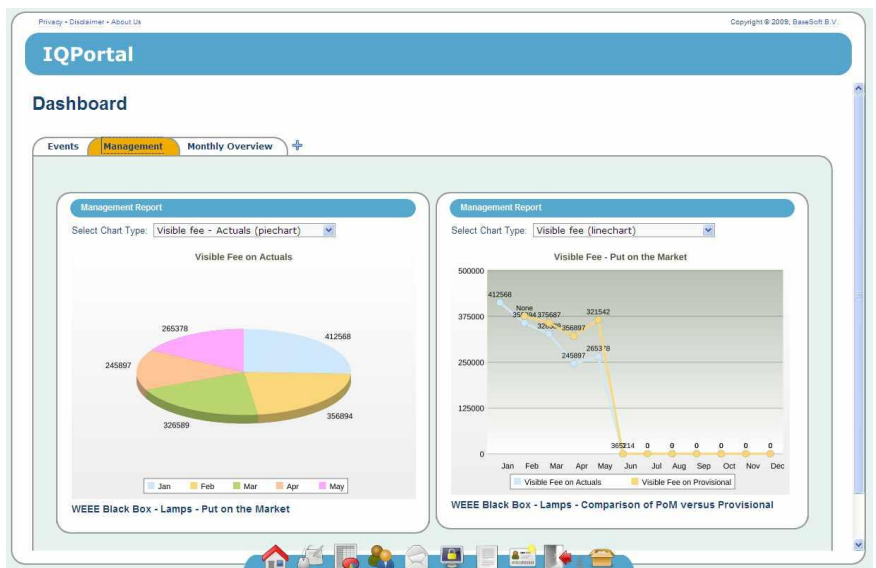 Privacy • Disclaimer • About Us
Copyright © 2009, BaseSoft B.V.
IQPortal
Dashboard
Events Management Monthly Overview
Management Report
Select Chart Type: Visible fee - Actuals (piechart)
Visible Fee on Actuals
265378
412568
245897
326589
356894
Jan Feb Mar Apr May
WEEE Black Box - Lamps - Put on the Market
Management Report
Select Chart Type: Visible fee (linechart)
Visible Fee - Put on the Market
500000
412568
None
375000
375687
321542
356897
250000
245897
125000
0
0 0 0 0 0 0
Jan Feb Mar Apr May Jun Jul Aug Sep Oct Nov Dec
Visible Fee on Actuals Visible Fee on Provisional
WEEE Black Box - Lamps - Comparison of PoM versus Provisional